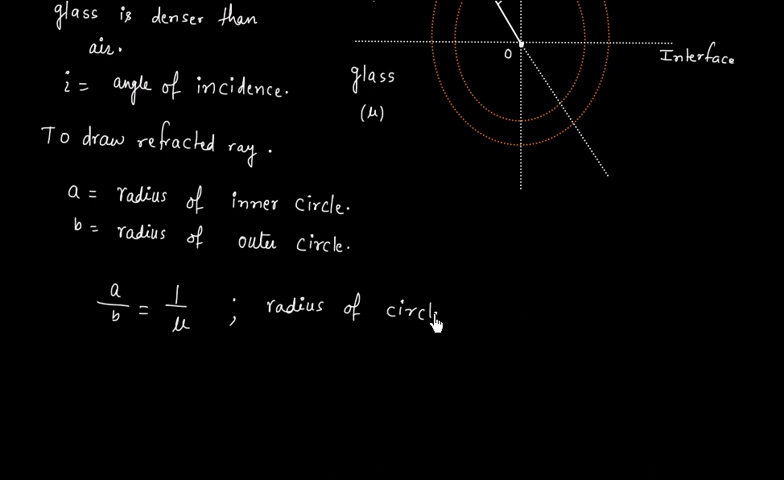 glass is denser than
air.
i = angle of incidence.
To draw refracted ray.
a = radius of inner circle.
b = radius of outer circle.
a/b = 1/μ ; radius of circl
O
Interface
glass
(μ)